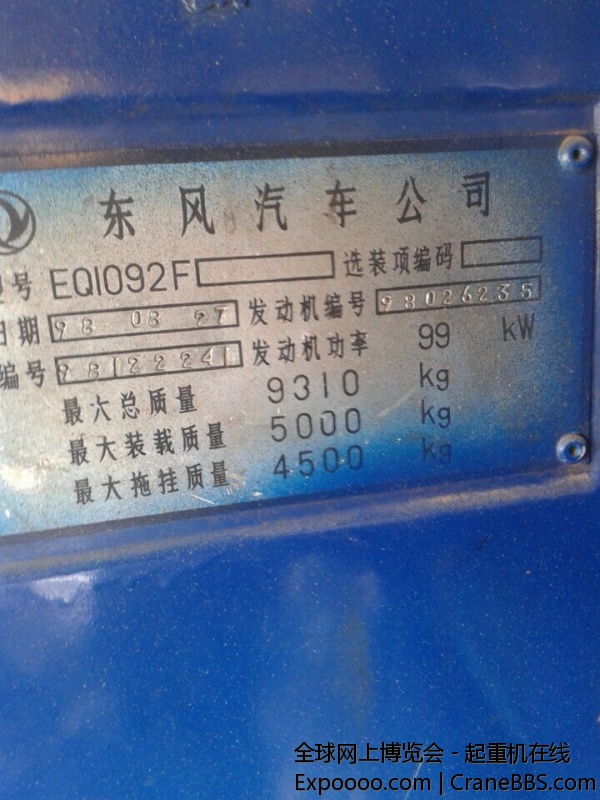 东风汽车公司
型号 EQ1092F 选装项编码
日期 98 08 27 发动机编号 98026235
编号 98122241 发动机功率 99 kW
最大总质量 9310 kg
最大装载质量 5000 kg
最大拖挂质量 4500 kg
全球网上博览会 - 起重机在线
Expoooo.com | CraneBBS.com